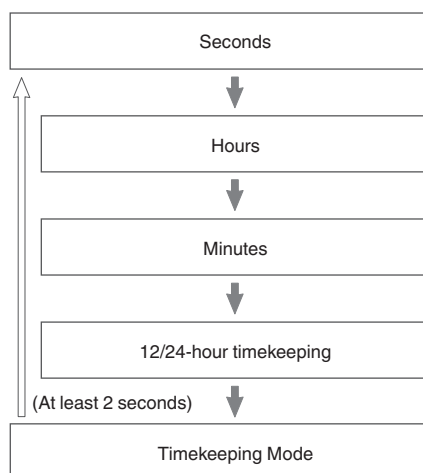 Seconds
Hours
Minutes
12/24-hour timekeeping
(At least 2 seconds)
Timekeeping Mode